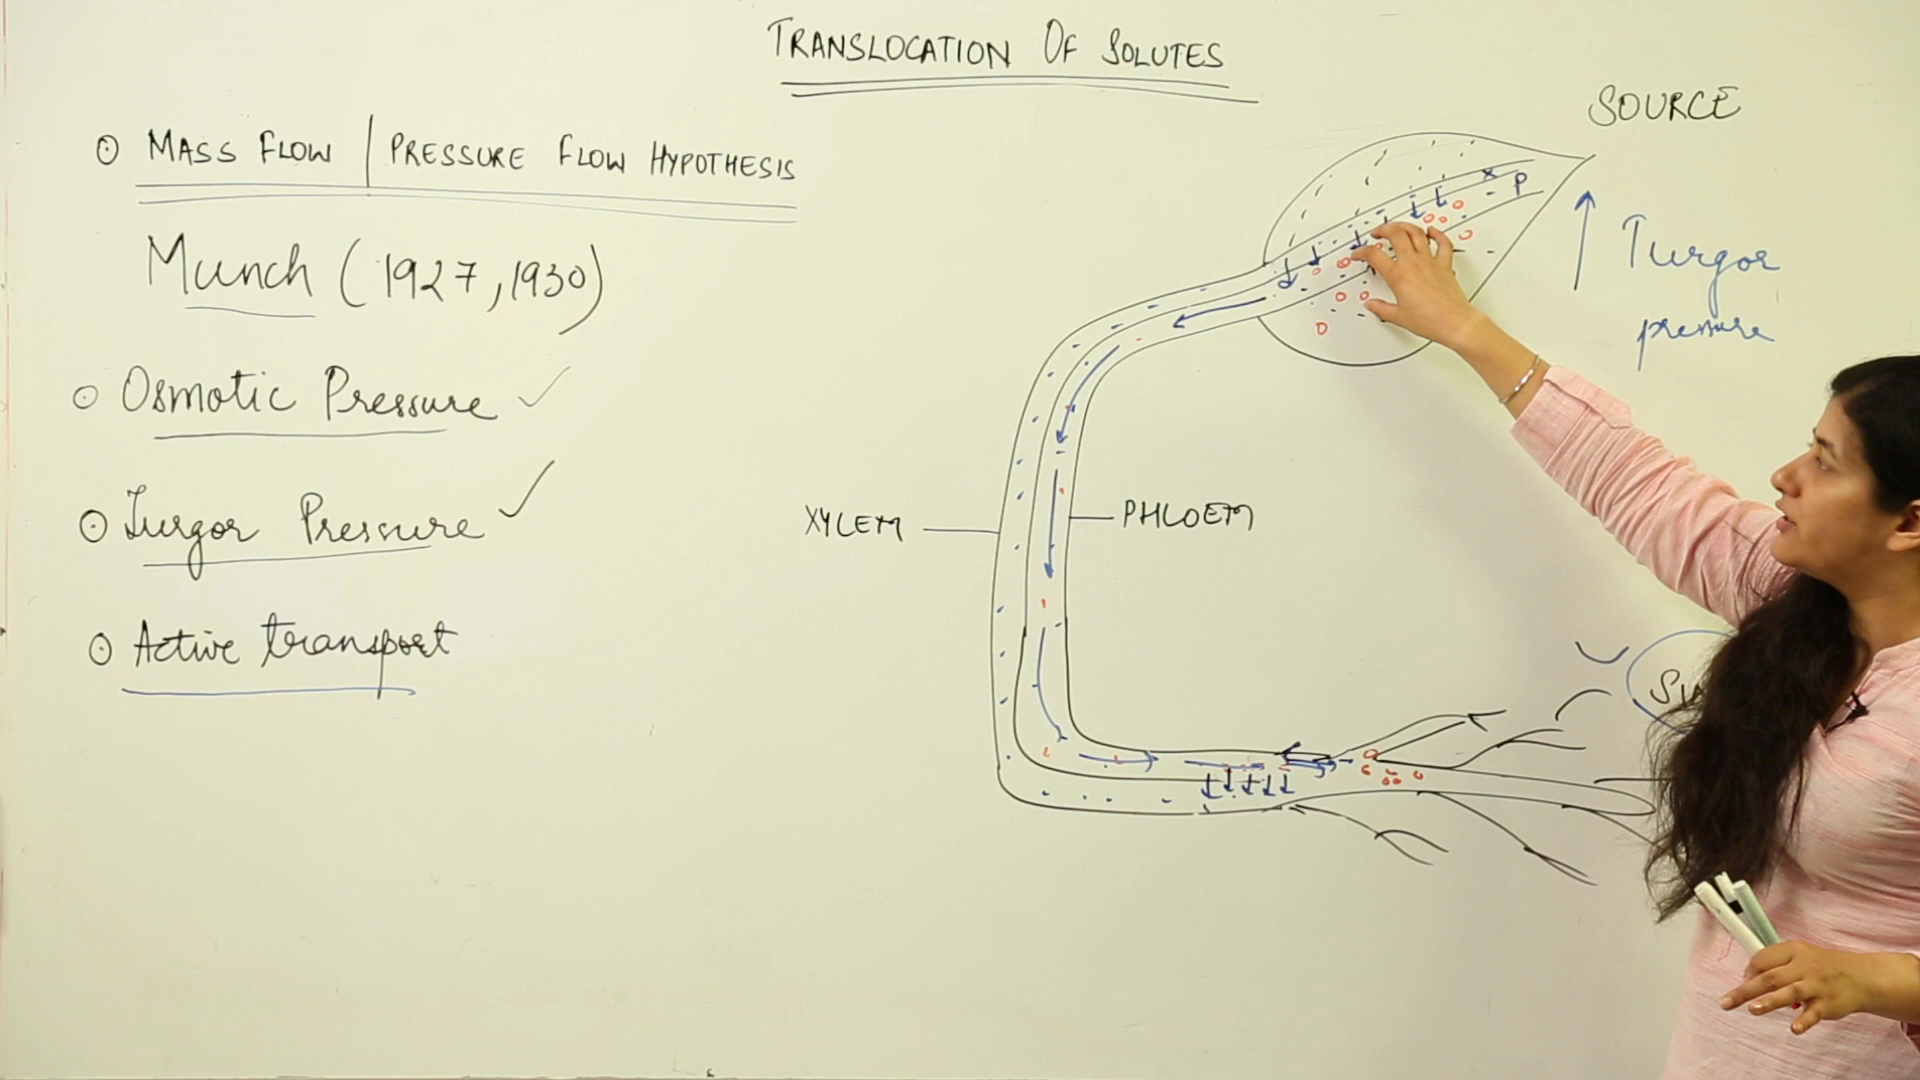 TRANSLOCATION OF SOLUTES
⊙ MASS FLOW | PRESSURE FLOW HYPOTHESIS
Munch (1927, 1930)
⊙ Osmotic Pressure ✓
⊙ Turgor Pressure ✓
⊙ Active transport
SOURCE
x
P
↑ Turgor
pressure
XYLEM
PHLOEM